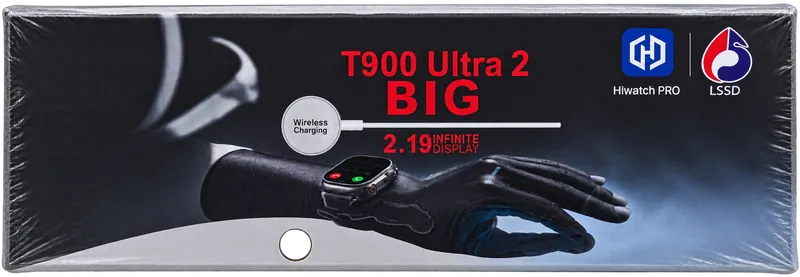 T900 Ultra 2
BIG
Wireless
Charging
2.19 INFINITE
DISPLAY
Hiwatch PRO
LSSD